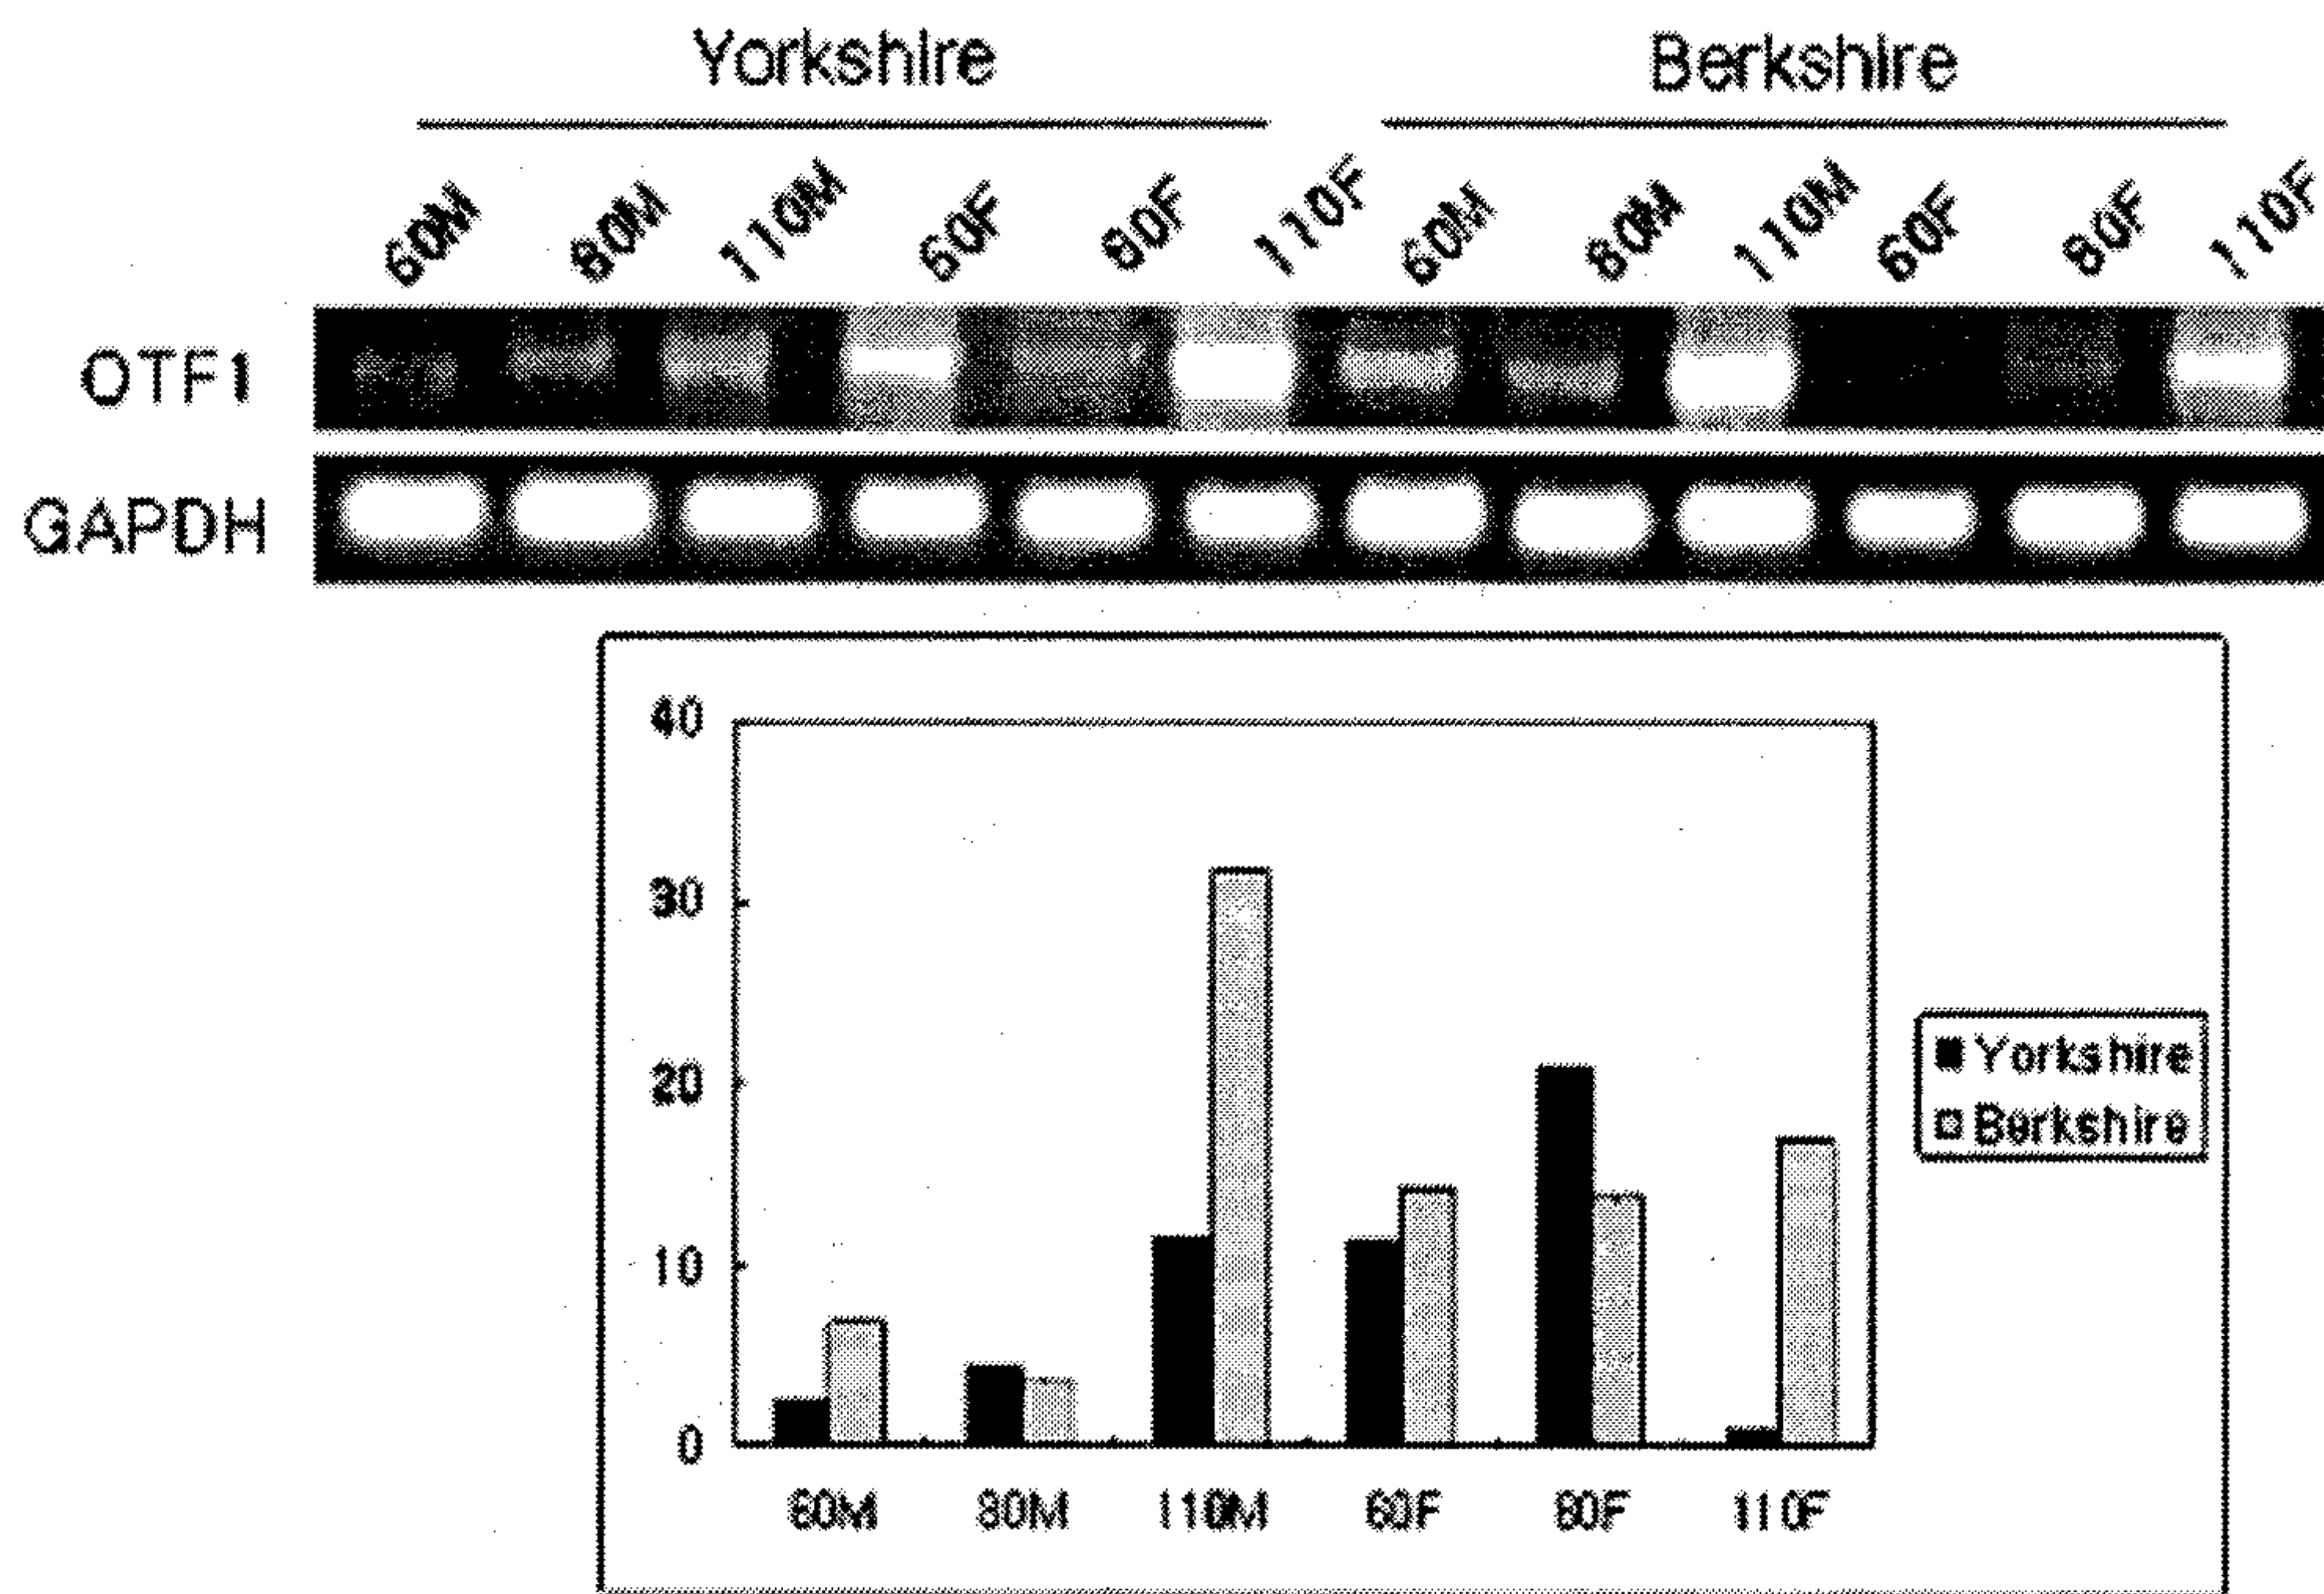 Yorkshire Berkshire
60M 80M 110M 60F 80F 110F 60M 80M 110M 60F 80F 110F
OTF1
GAPDH
40
30
20
10
0
60M 80M 110M 60F 80F 110F
Yorkshire
Berkshire